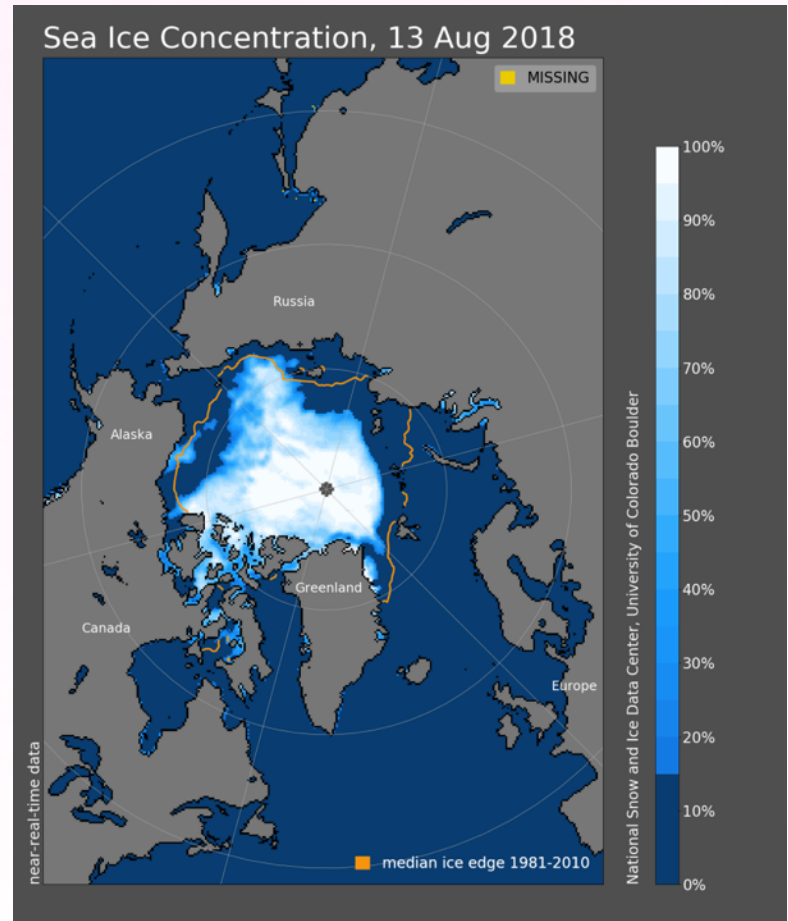 Sea Ice Concentration, 13 Aug 2018
MISSING
Russia
Alaska
Greenland
Canada
Europe
near-real-time data
median ice edge 1981-2010
100%
90%
80%
70%
60%
50%
40%
30%
20%
10%
0%
National Snow and Ice Data Center, University of Colorado Boulder